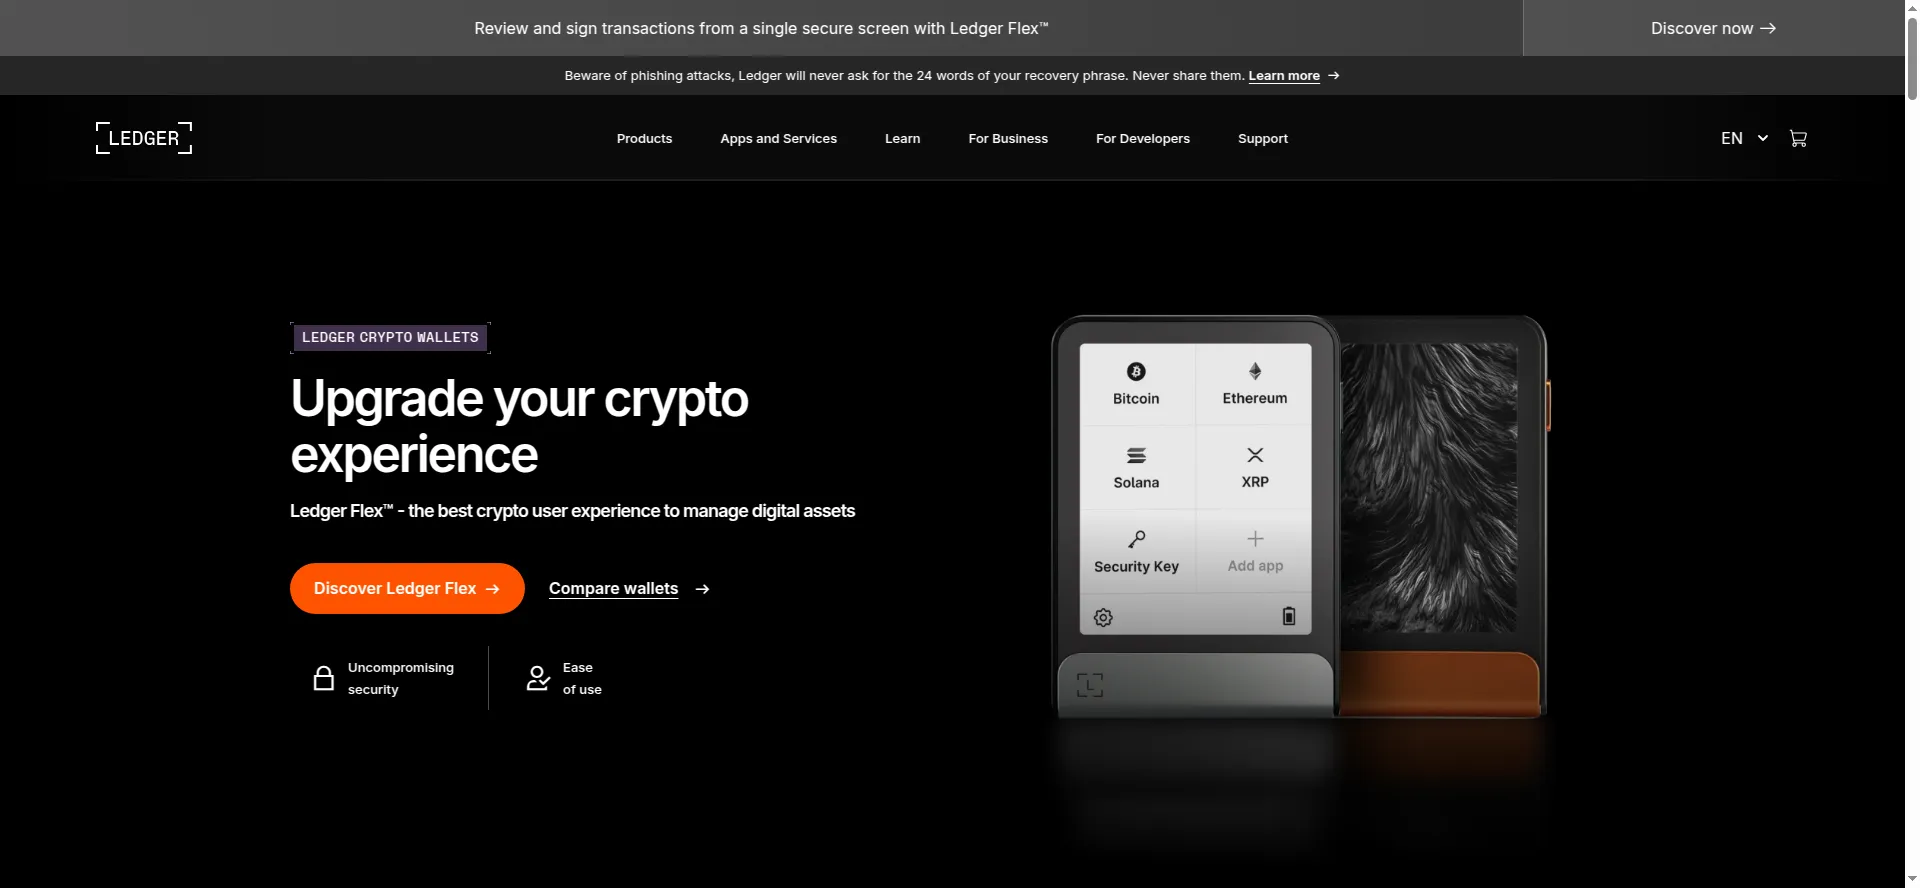 Review and sign transactions from a single secure screen with Ledger Flex™
Discover now →
Beware of phishing attacks, Ledger will never ask for the 24 words of your recovery phrase. Never share them. Learn more →
LEDGER
Products
Apps and Services
Learn
For Business
For Developers
Support
EN
LEDGER CRYPTO WALLETS
Upgrade your crypto
experience
Ledger Flex™ - the best crypto user experience to manage digital assets
Discover Ledger Flex →
Compare wallets →
Uncompromising
security
Ease
of use
Bitcoin
Ethereum
Solana
XRP
Security Key
Add app